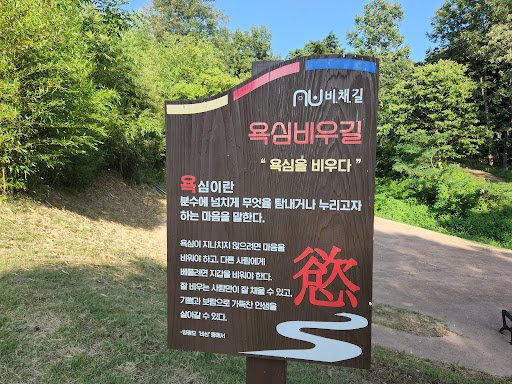 비채길
욕심비우길
“ 욕심을 비우다 ”
욕심이란
분수에 넘치게 무엇을 탐내거나 누리고자
하는 마음을 말한다.
욕심이 지나치지 않으려면 마음을
비워야 하고, 다른 사람에게
베풀려면 지갑을 비워야 한다.
잘 비우는 사람만이 잘 채울 수 있고,
기쁨과 보람으로 가득찬 인생을
살아갈 수 있다.
慾